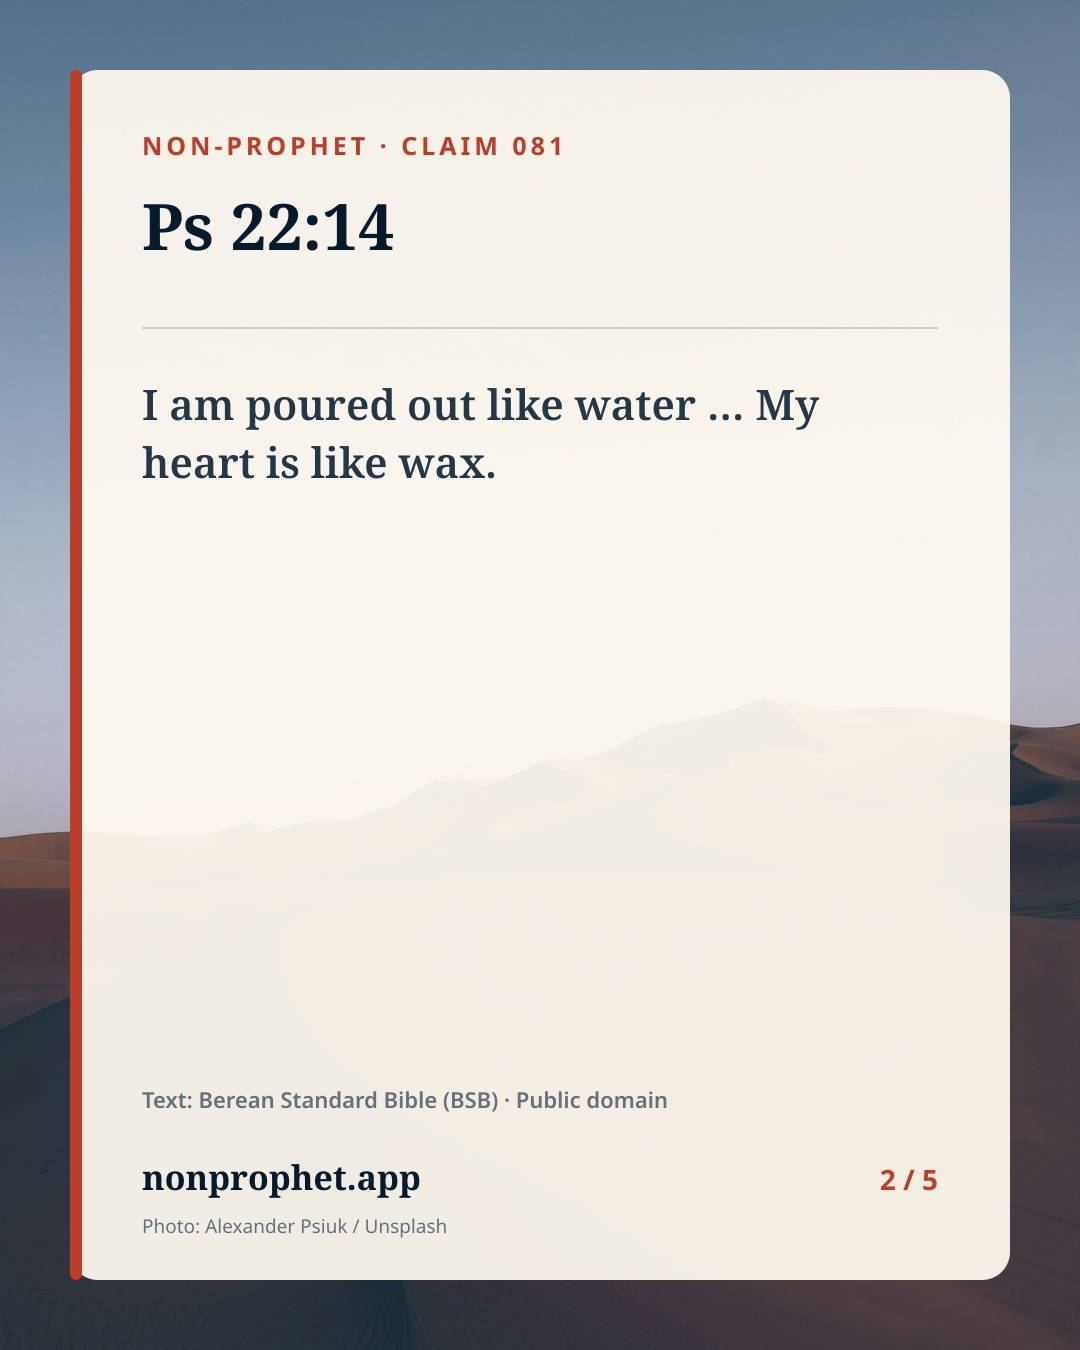 NON-PROPHET · CLAIM 081
Ps 22:14
I am poured out like water ... My
heart is like wax.
Text: Berean Standard Bible (BSB) · Public domain
nonprophet.app
2 / 5
Photo: Alexander Psiuk / Unsplash